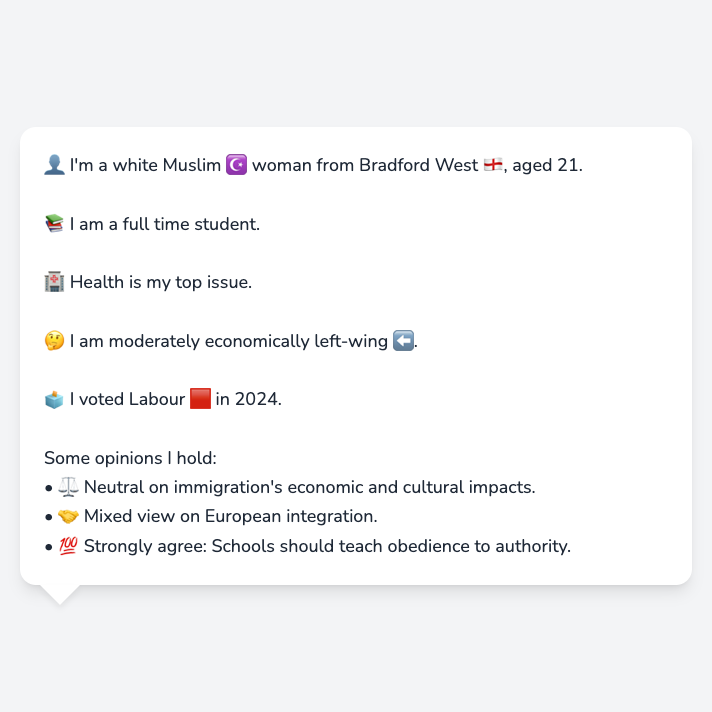 👤 I'm a white Muslim ☪️ woman from Bradford West 🏴󠁧󠁢󠁥󠁮󠁧󠁿, aged 21.
📚 I am a full time student.
🏥 Health is my top issue.
🤔 I am moderately economically left-wing ⬅️.
🗳️ I voted Labour 🟥 in 2024.
Some opinions I hold:
• ⚖️ Neutral on immigration's economic and cultural impacts.
• 🤝 Mixed view on European integration.
• 💯 Strongly agree: Schools should teach obedience to authority.